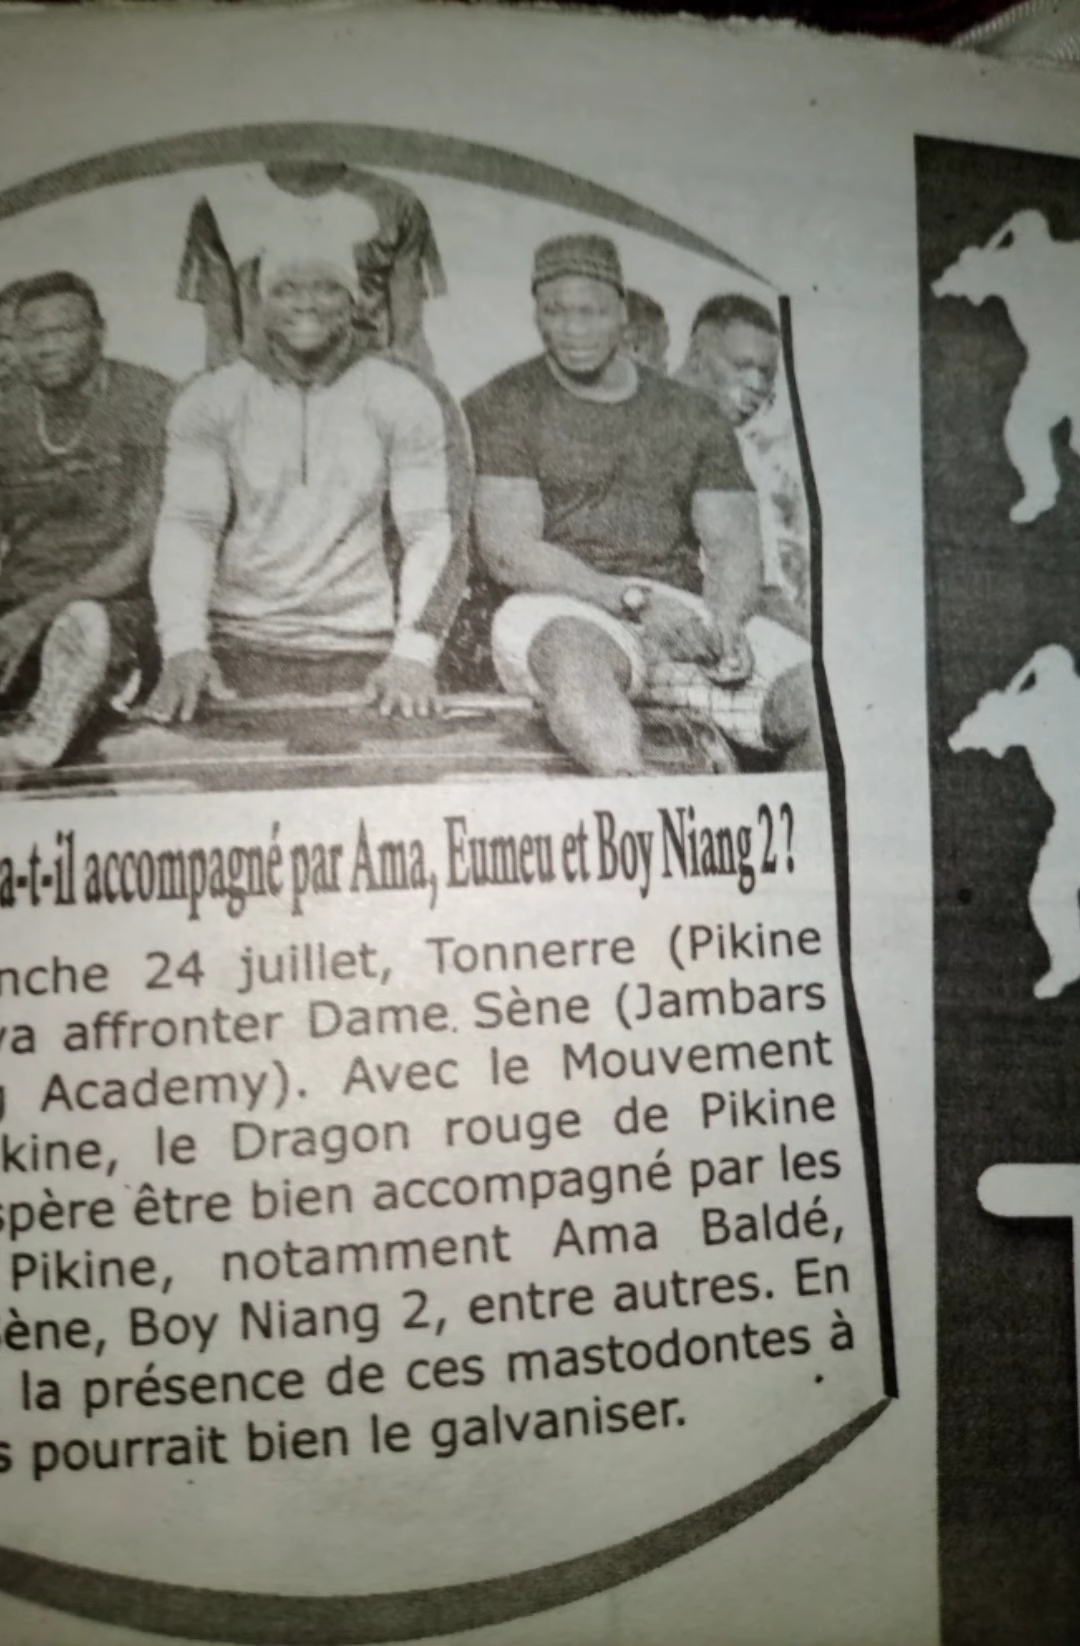 a-t-il accompagné par Ama, Eumeu et Boy Niang 2 ?
nche 24 juillet, Tonnerre (Pikine
va affronter Dame Sène (Jambars
g Academy). Avec le Mouvement
kine, le Dragon rouge de Pikine
spère être bien accompagné par les
Pikine, notamment Ama Baldé,
ène, Boy Niang 2, entre autres. En
la présence de ces mastodontes à
s pourrait bien le galvaniser.